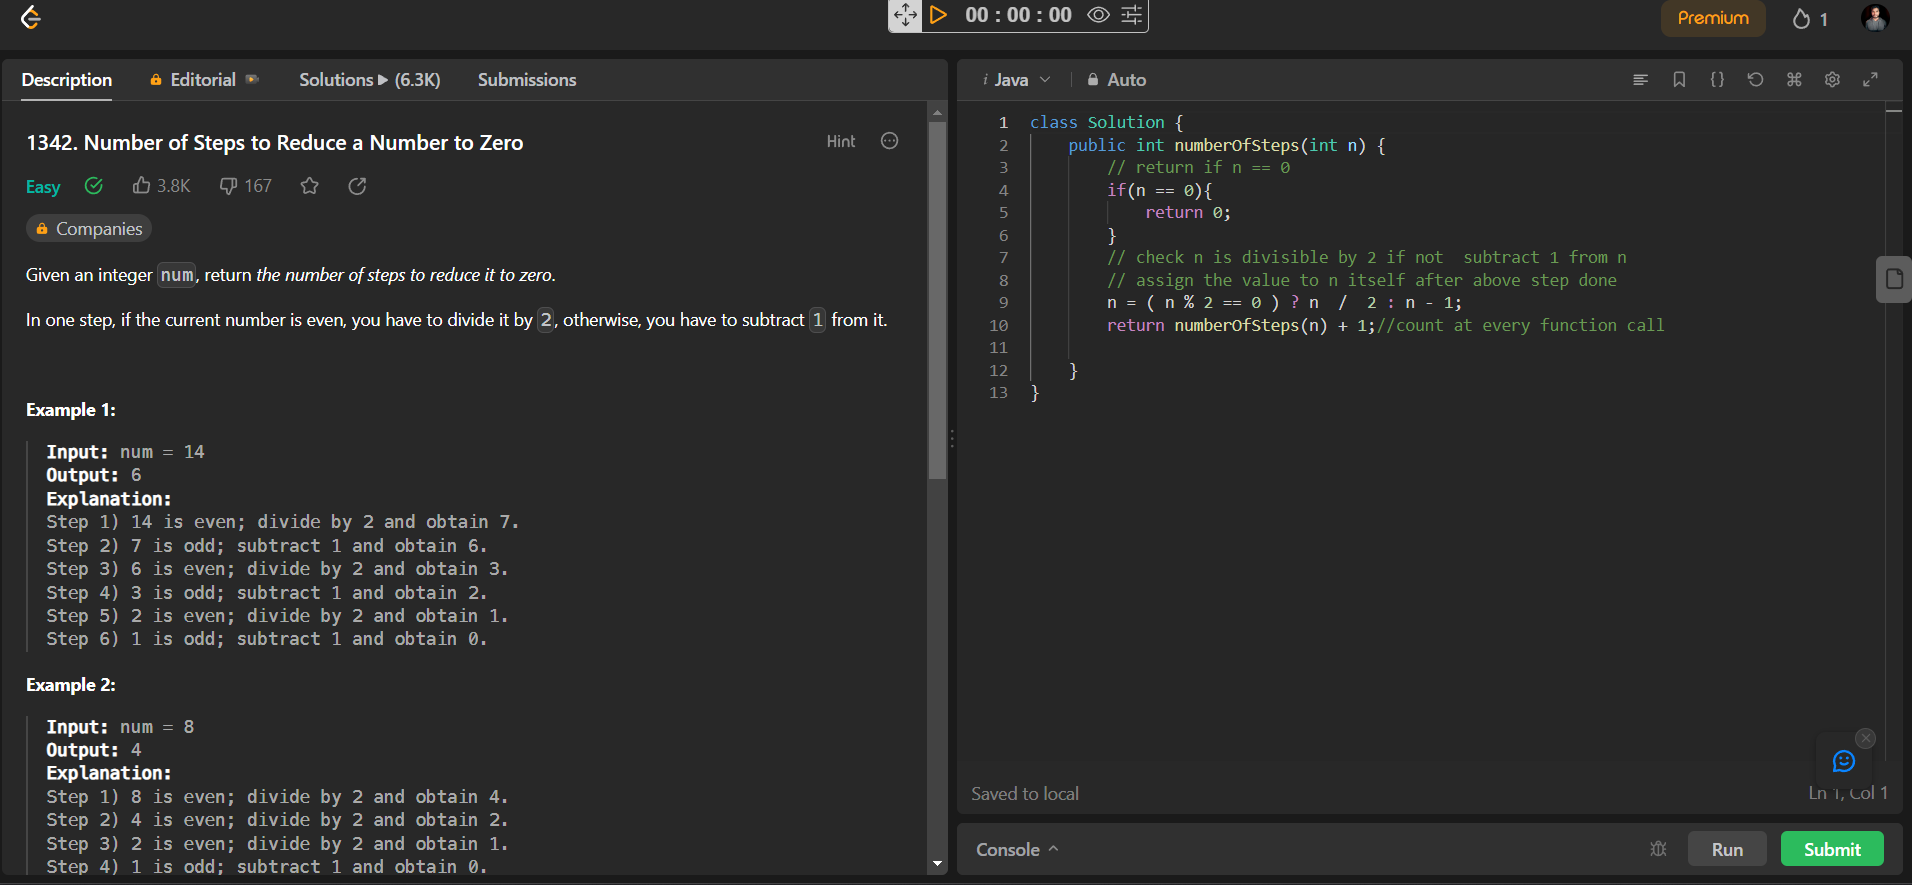 00 : 00 : 00
Premium
1
Description Editorial Solutions (6.3K) Submissions
1342. Number of Steps to Reduce a Number to Zero
Hint
Easy 3.8K 167
Companies
Given an integer num, return the number of steps to reduce it to zero.
In one step, if the current number is even, you have to divide it by 2, otherwise, you have to subtract 1 from it.
Example 1:
Input: num = 14
Output: 6
Explanation:
Step 1) 14 is even; divide by 2 and obtain 7.
Step 2) 7 is odd; subtract 1 and obtain 6.
Step 3) 6 is even; divide by 2 and obtain 3.
Step 4) 3 is odd; subtract 1 and obtain 2.
Step 5) 2 is even; divide by 2 and obtain 1.
Step 6) 1 is odd; subtract 1 and obtain 0.
Example 2:
Input: num = 8
Output: 4
Explanation:
Step 1) 8 is even; divide by 2 and obtain 4.
Step 2) 4 is even; divide by 2 and obtain 2.
Step 3) 2 is even; divide by 2 and obtain 1.
Step 4) 1 is odd; subtract 1 and obtain 0.
i Java Auto
{}
1 class Solution {
2 public int numberOfSteps(int n) {
3 // return if n == 0
4 if(n == 0){
5 return 0;
6 }
7 // check n is divisible by 2 if not  subtract 1 from n
8 // assign the value to n itself after above step done
9 n = ( n % 2 == 0 ) ? n  /  2 : n - 1;
10 return numberOfSteps(n) + 1;//count at every function call
11
12 }
13 }
Saved to local
Ln 1, Col 1
Console
Run
Submit